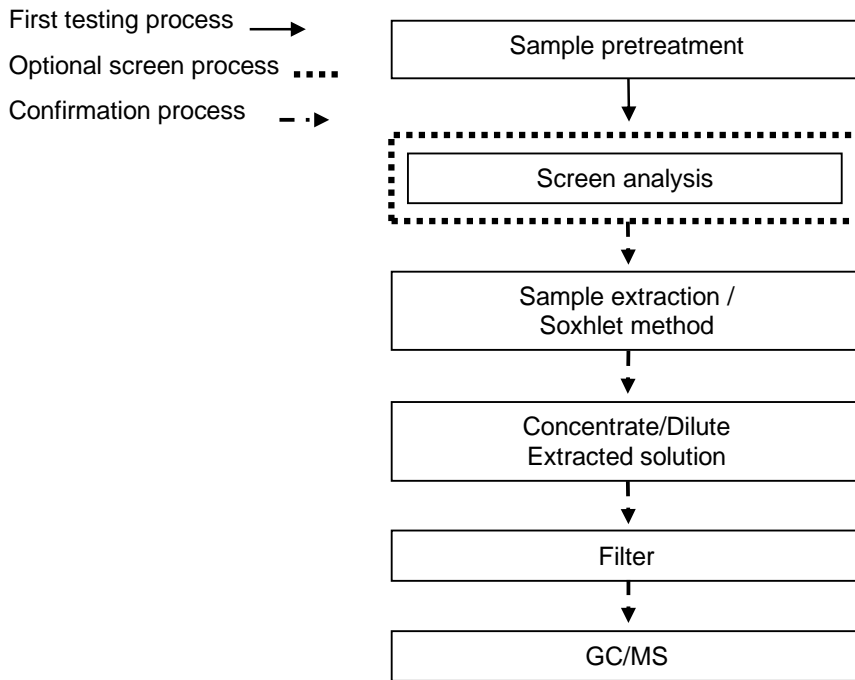 First testing process
Optional screen process
Confirmation process
Sample pretreatment
Screen analysis
Sample extraction /
Soxhlet method
Concentrate/Dilute
Extracted solution
Filter
GC/MS